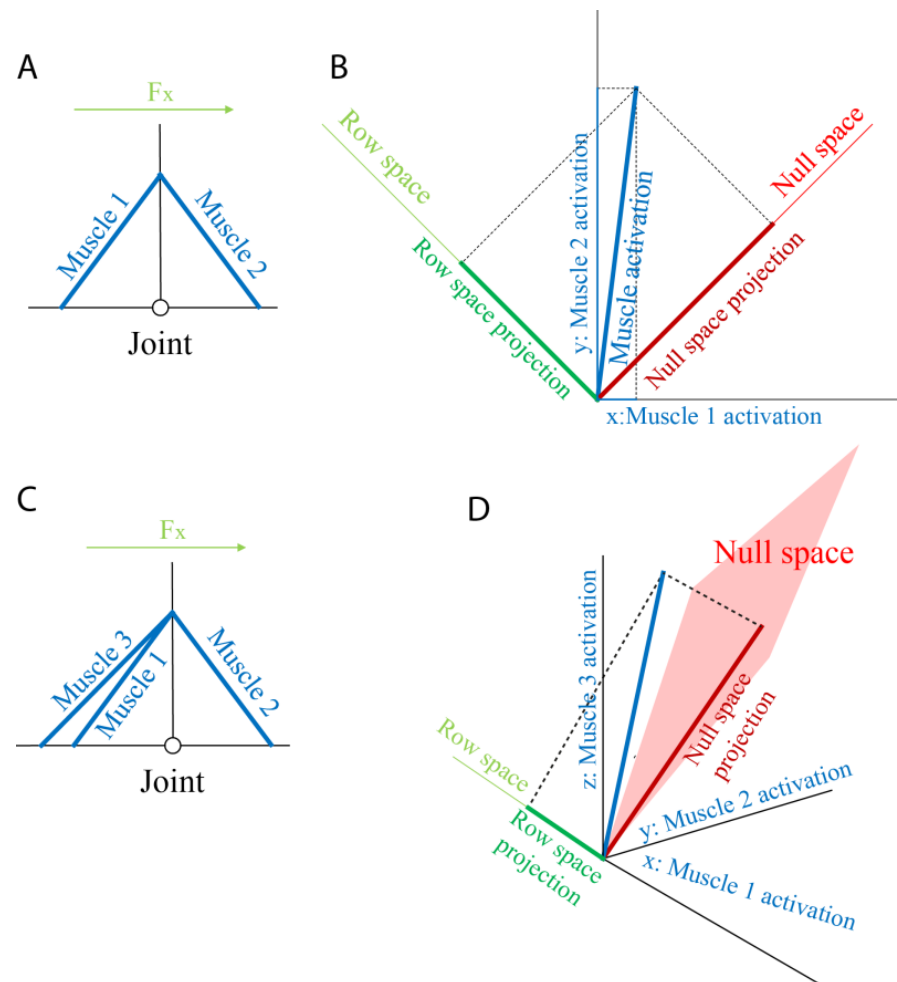 A
Fx
Muscle 1
Muscle 2
Joint
B
Row space
Row space projection
y: Muscle 2 activation
Muscle activation
Null space
Null space projection
x:Muscle 1 activation
C
Fx
Muscle 3
Muscle 1
Muscle 2
Joint
D
Null space
z: Muscle 3 activation
Null space
projection
Row space
Row space
projection
y: Muscle 2 activation
x: Muscle 1 activation